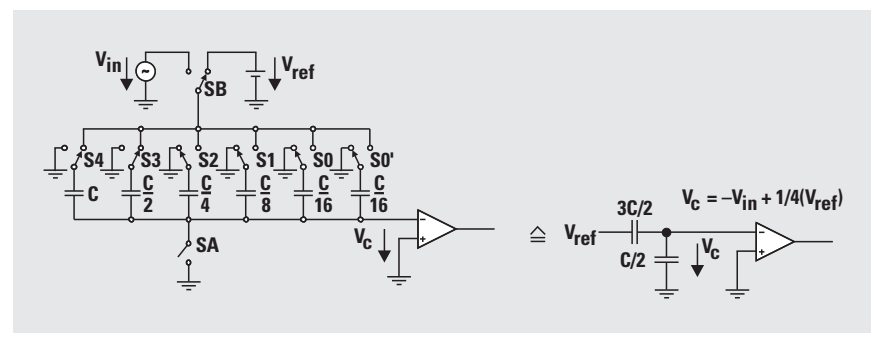 Vin
Vref
SB
S4 S3 S2 S1 S0 S0'
C C/2 C/4 C/8 C/16 C/16
SA
Vc
− +
≙
Vref
3C/2
C/2
Vc
Vc = –Vin + 1/4(Vref)
− +